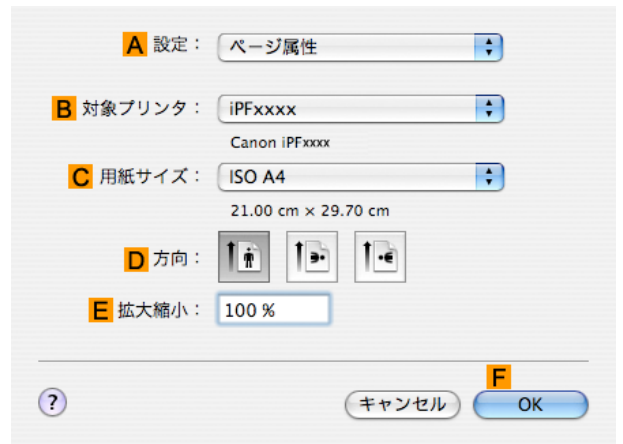 A 設定： ページ属性
B 対象プリンタ： iPFxxxx
Canon iPFxxxx
C 用紙サイズ： ISO A4
21.00 cm × 29.70 cm
D 方向：
E 拡大縮小： 100 %
F
? キャンセル OK